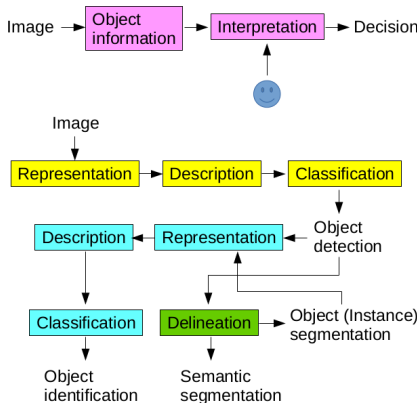 Image
Object
information
Interpretation
Decision
Image
Representation
Description
Classification
Description
Representation
Object
detection
Classification
Delineation
Object (Instance)
segmentation
Object
identification
Semantic
segmentation